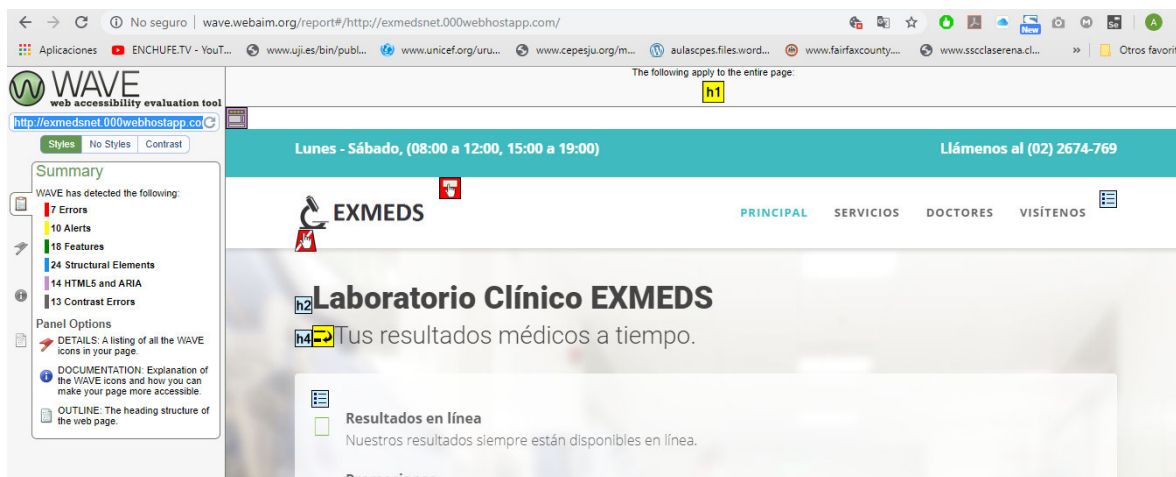 No seguro | wave.webaim.org/report#/http://exmedsnet.000webhostapp.com/
New
Se
A
Aplicaciones ENCHUFE.TV - YouT... www.uji.es/bin/publ... www.unicef.org/uru... www.cepesju.org/m... aulascpes.files.word... www.fairfaxcounty.... www.sscclaserena.cl... » Otros favorit
WAVE
web accessibility evaluation tool
http://exmedsnet.000webhostapp.co
Styles No Styles Contrast
Summary
WAVE has detected the following:
7 Errors
10 Alerts
18 Features
24 Structural Elements
14 HTML5 and ARIA
13 Contrast Errors
Panel Options
DETAILS: A listing of all the WAVE
icons in your page.
DOCUMENTATION: Explanation of
the WAVE icons and how you can
make your page more accessible.
OUTLINE: The heading structure of
the web page.
The following apply to the entire page:
h1
Lunes - Sábado, (08:00 a 12:00, 15:00 a 19:00) Llámenos al (02) 2674-769
EXMEDS PRINCIPAL SERVICIOS DOCTORES VISÍTENOS
h2 Laboratorio Clínico EXMEDS
h4 Tus resultados médicos a tiempo.
Resultados en línea
Nuestros resultados siempre están disponibles en línea.